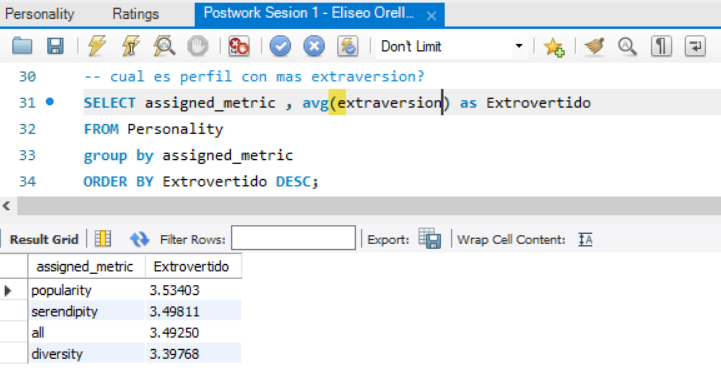 Personality Ratings Postwork Sesion 1 - Eliseo Orell... ×
Don't Limit
30 -- cual es perfil con mas extraversion?
31 SELECT assigned_metric , avg(extraversion) as Extrovertido
32 FROM Personality
33 group by assigned_metric
34 ORDER BY Extrovertido DESC;
Result Grid Filter Rows: Export: Wrap Cell Content: IA
assigned_metric Extrovertido
popularity 3.53403
serendipity 3.49811
all 3.49250
diversity 3.39768